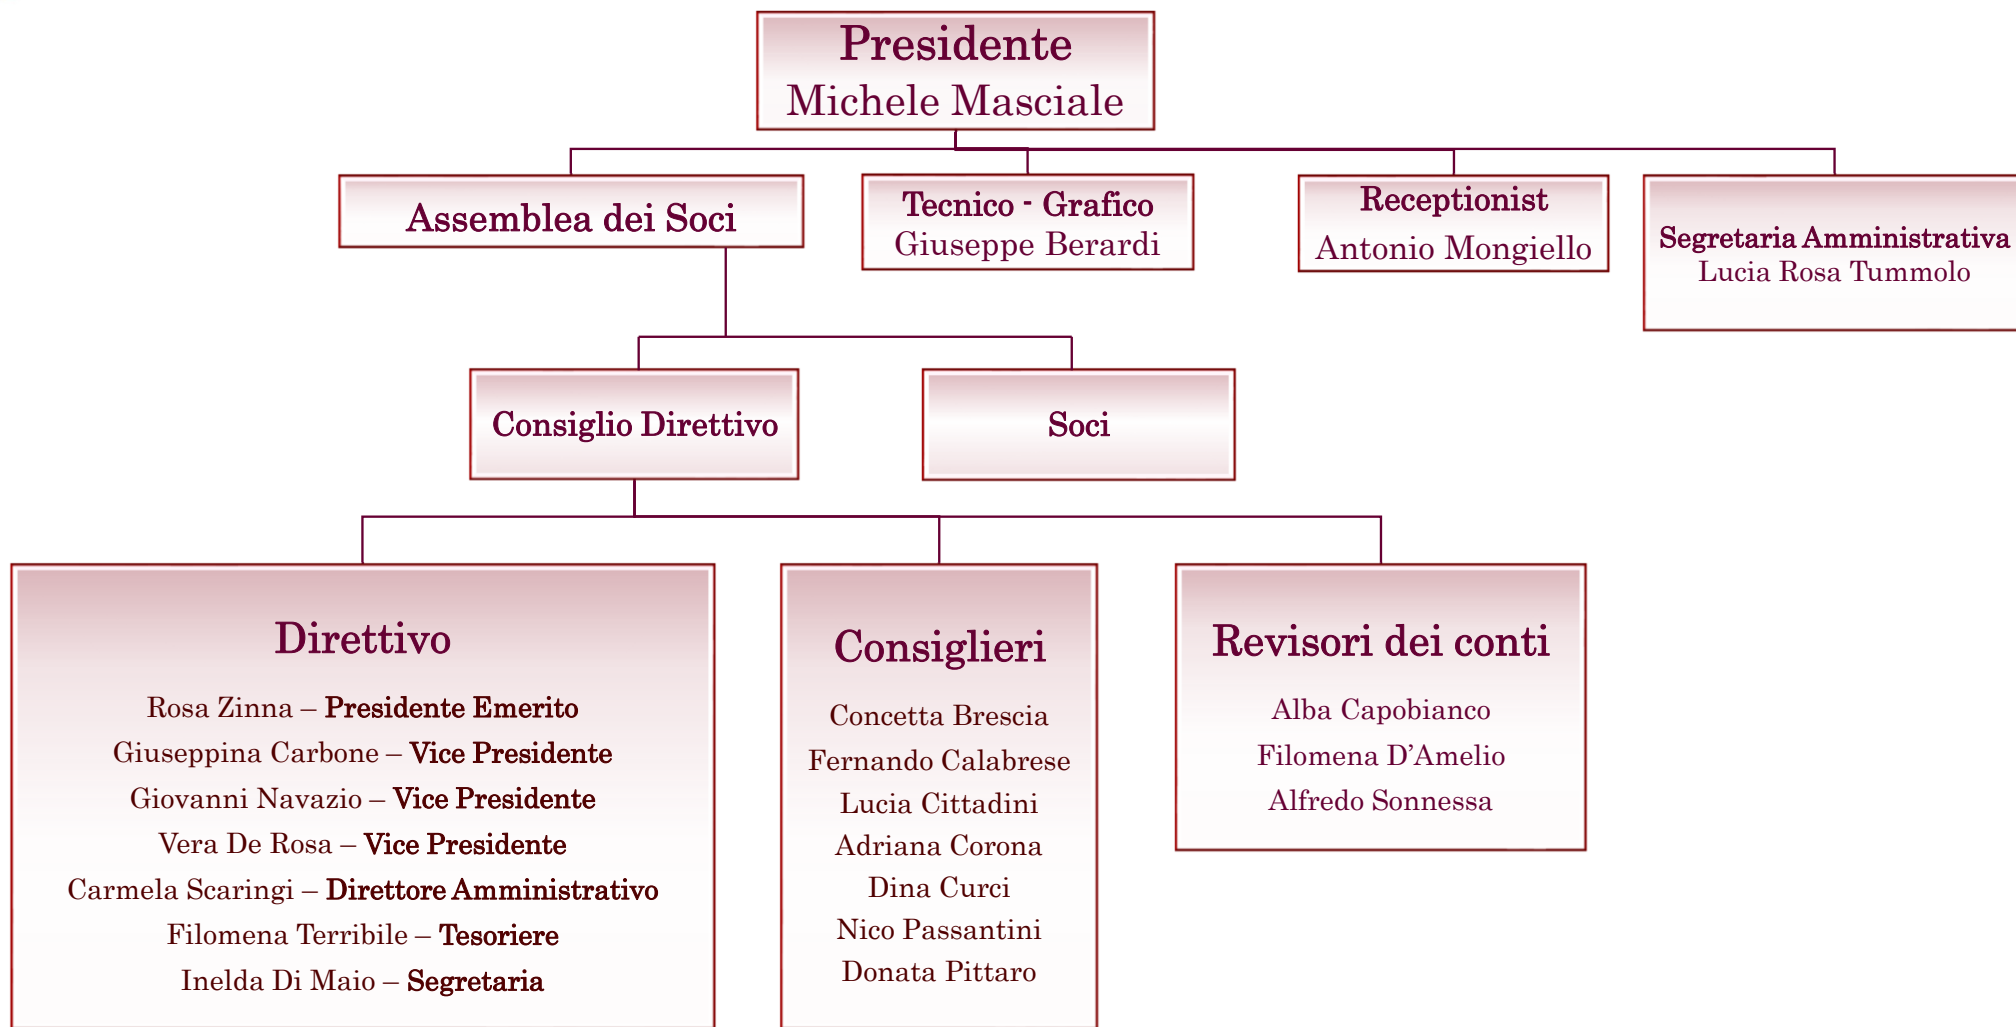 Presidente
Michele Masciale
Assemblea dei Soci
Tecnico - Grafico
Giuseppe Berardi
Receptionist
Antonio Mongiello
Segretaria Amministrativa
Lucia Rosa Tummolo
Consiglio Direttivo
Soci
Direttivo
Rosa Zinna – Presidente Emerito
Giuseppina Carbone – Vice Presidente
Giovanni Navazio – Vice Presidente
Vera De Rosa – Vice Presidente
Carmela Scaringi – Direttore Amministrativo
Filomena Terribile – Tesoriere
Inelda Di Maio – Segretaria
Consiglieri
Concetta Brescia
Fernando Calabrese
Lucia Cittadini
Adriana Corona
Dina Curci
Nico Passantini
Donata Pittaro
Revisori dei conti
Alba Capobianco
Filomena D’Amelio
Alfredo Sonnessa